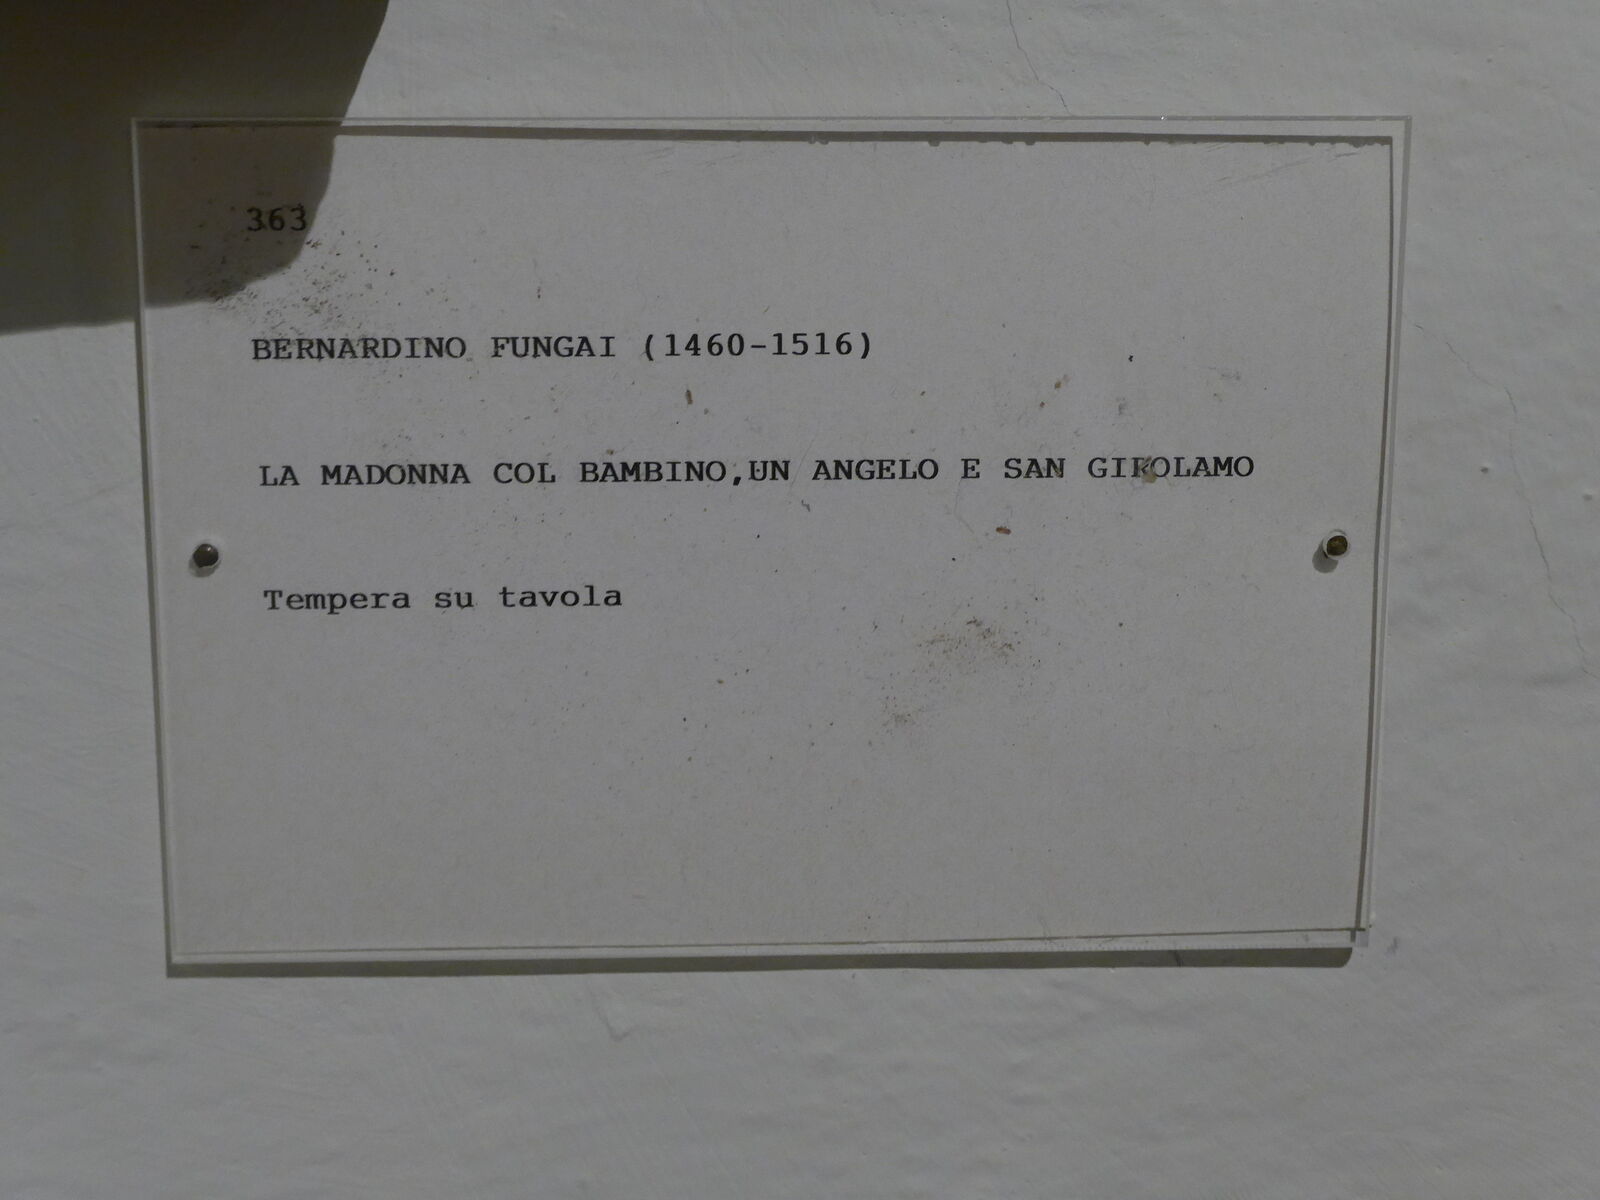 363
BERNARDINO FUNGAI (1460-1516)
LA MADONNA COL BAMBINO,UN ANGELO E SAN GIROLAMO
Tempera su tavola